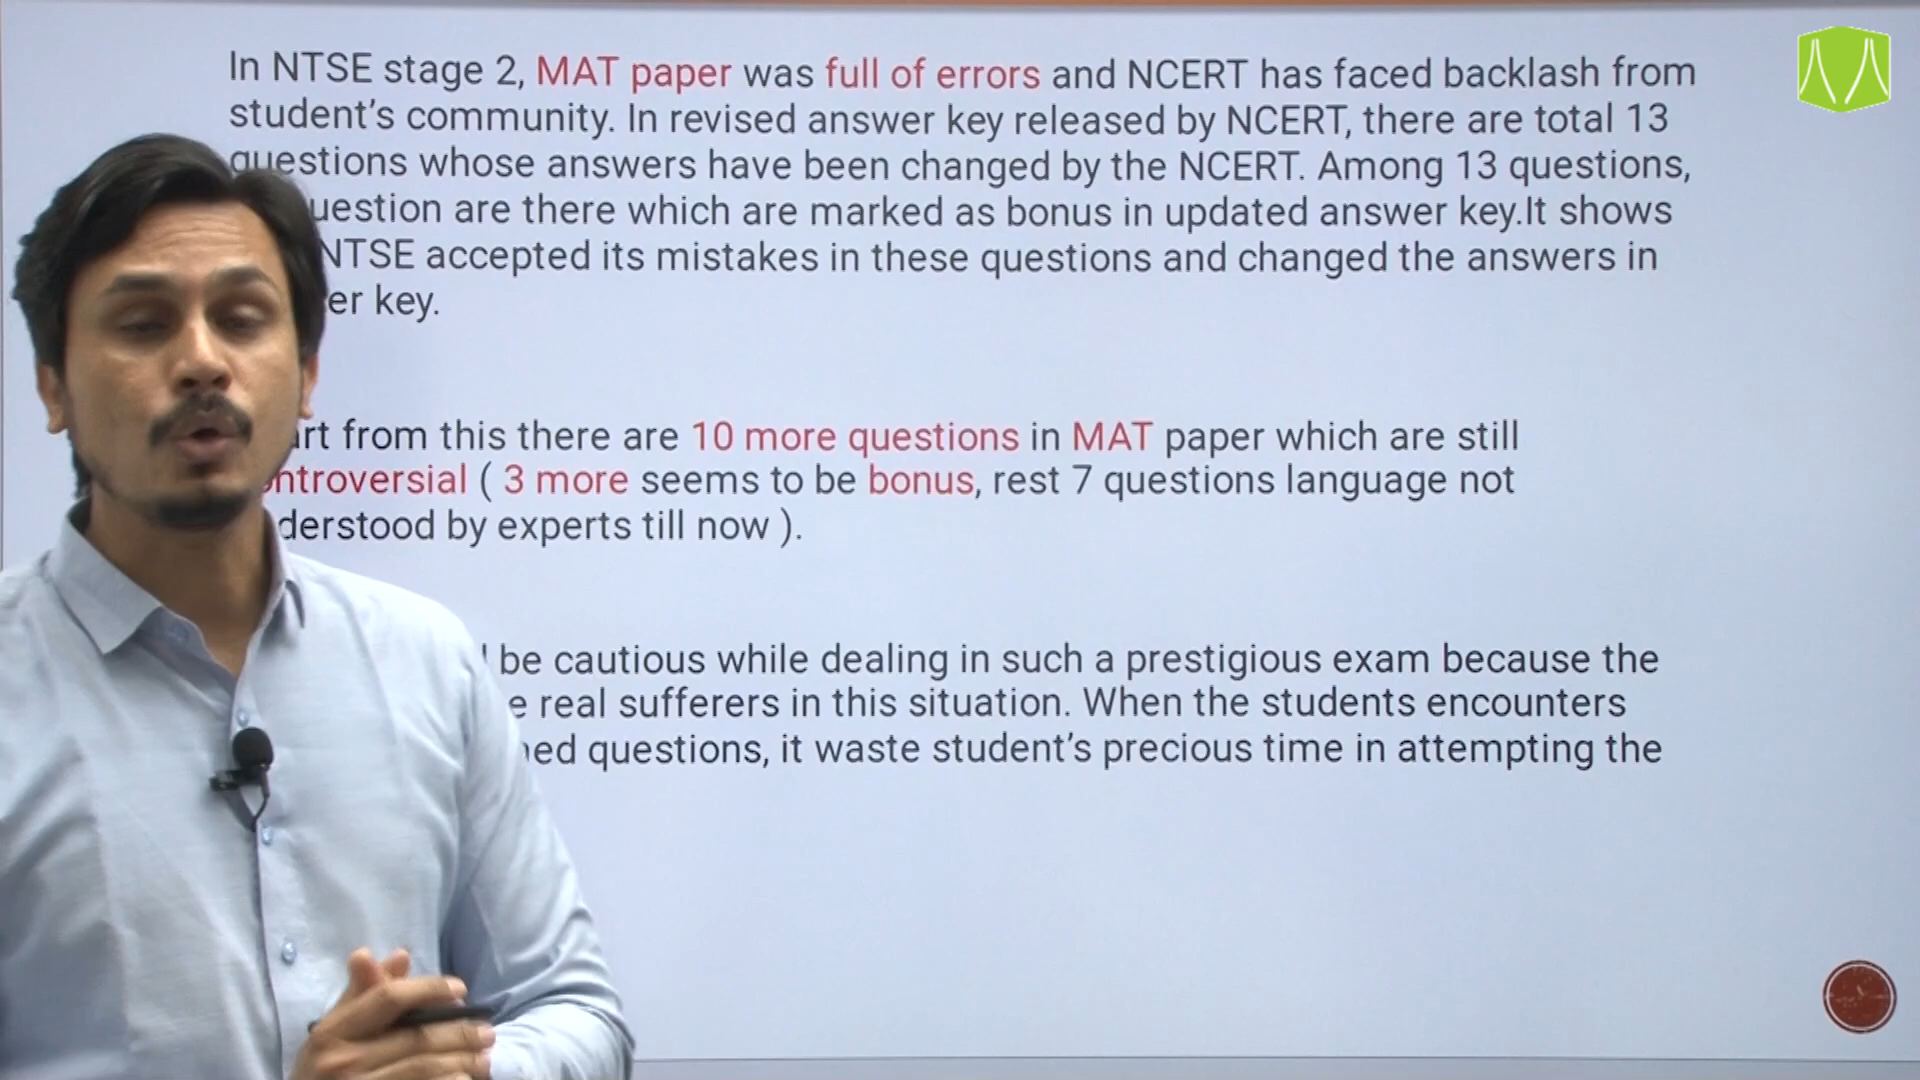 In NTSE stage 2, MAT paper was full of errors and NCERT has faced backlash from
student's community. In revised answer key released by NCERT, there are total 13
questions whose answers have been changed by the NCERT. Among 13 questions,
are there which are marked as bonus in updated answer key.It shows
NTSE accepted its mistakes in these questions and changed the answers in
key.
from this there are 10 more questions in MAT paper which are still
( 3 more seems to be bonus, rest 7 questions language not
by experts till now ).
be cautious while dealing in such a prestigious exam because the
real sufferers in this situation. When the students encounters
questions, it waste student's precious time in attempting the